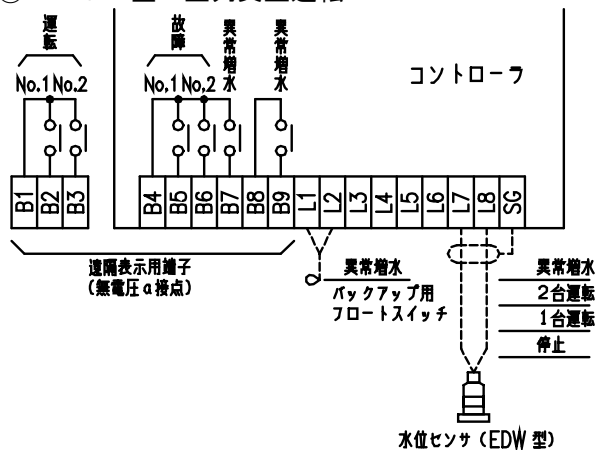 運転
No.1 No.2
故障
No.1 No.2
異常増水
異常増水
コントローラ
B1 B2 B3 B4 B5 B6 B7 B8 B9 L1 L2 L3 L4 L5 L6 L7 L8 SG
遠隔表示用端子
(無電圧a接点)
異常増水
バックアップ用
フロートスイッチ
異常増水
2台運転
1台運転
停止
水位センサ(EDW型)